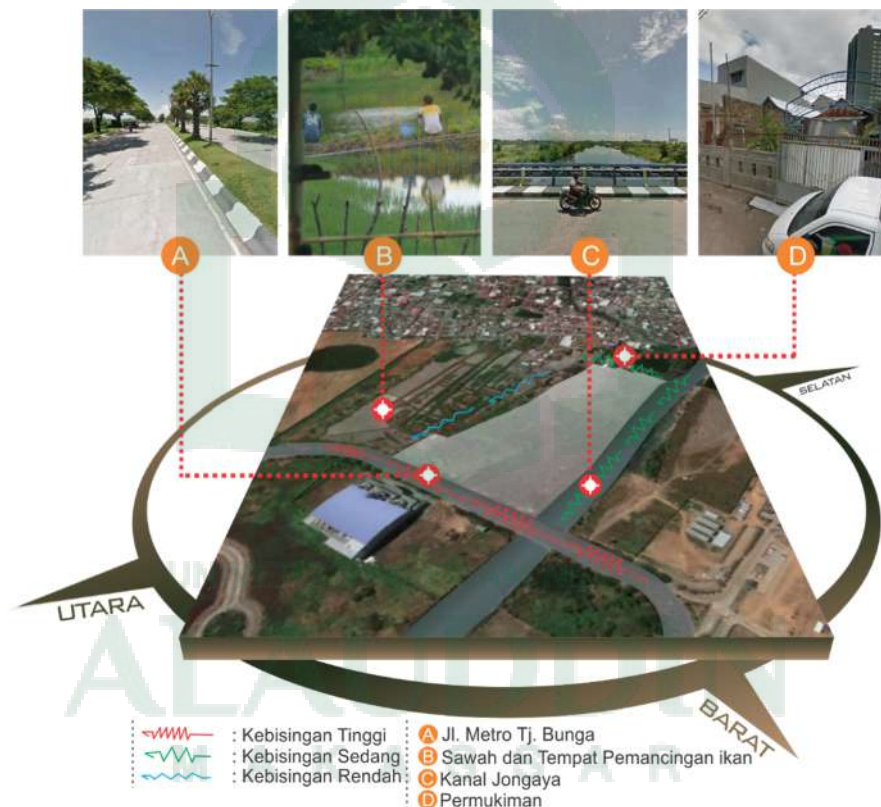 A
B
C
D
SELATAN
UTARA
BARAT
ALAUDDIN
M A K A S S A R
: Kebisingan Tinggi
: Kebisingan Sedang
: Kebisingan Rendah
A Jl. Metro Tj. Bunga
B Sawah dan Tempat Pemancingan ikan
C Kanal Jongaya
D Permukiman